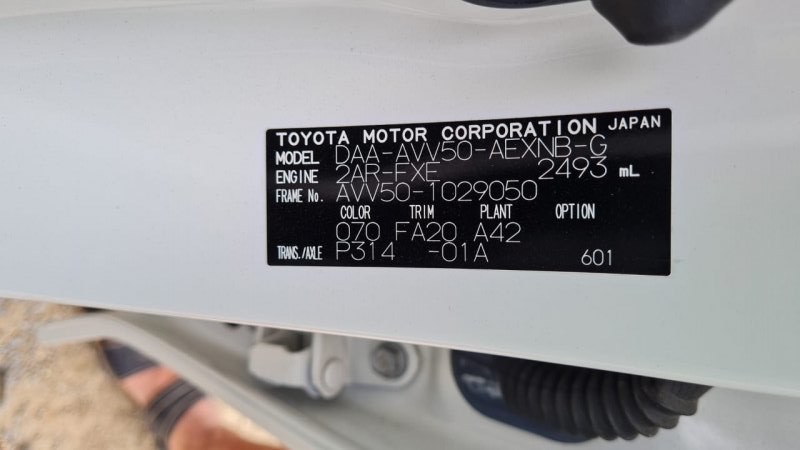 TOYOTA MOTOR CORPORATION JAPAN
MODEL DAA-AVV50-AEXNB-G
ENGINE 2AR-FXE 2493 mL
FRAME No. AVV50-1029050
COLOR TRIM PLANT OPTION
070 FA20 A42
TRANS./AXLE P314 -01A 601